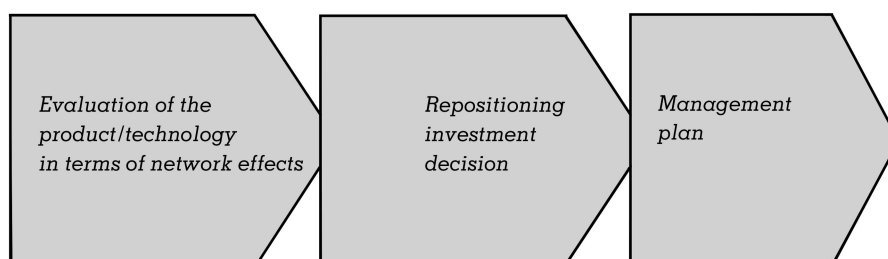 Evaluation of the
product/technology
in terms of network effects
Repositioning
investment
decision
Management
plan